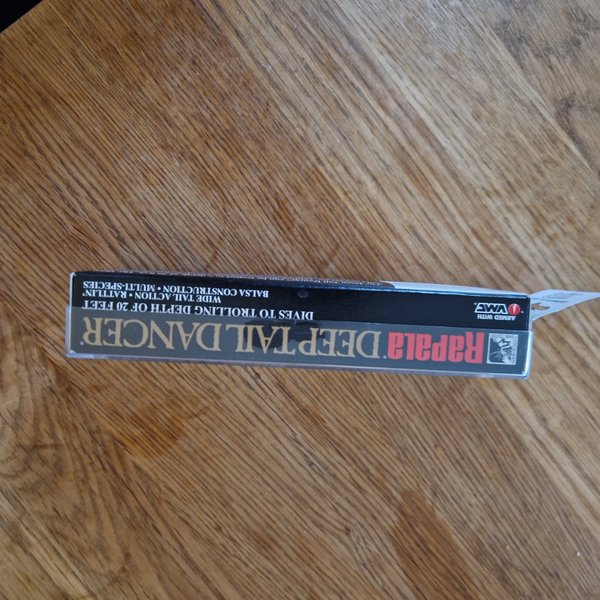 Rapala DEEP TAIL DANCER
DIVES TO TROLLING DEPTH OF 20 FEET
WIDE TAIL ACTION • RATTLIN'
BALSA CONSTRUCTION • MULTI-SPECIES
ARMED WITH
VMC